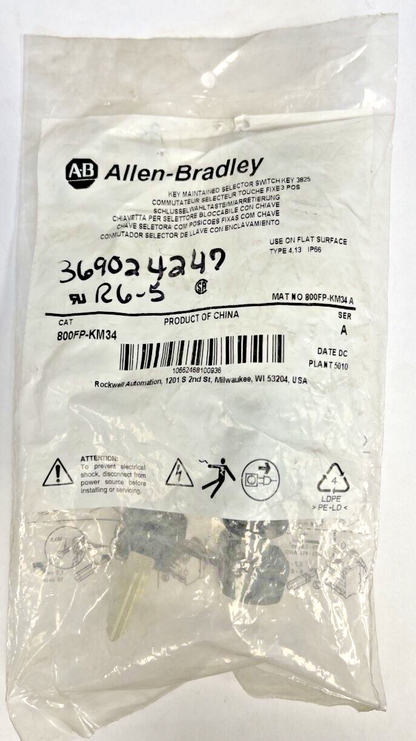 AB Allen-Bradley
KEY MAINTAINED SELECTOR SWITCH KEY 3825
COMMUTATEUR SELECTEUR TOUCHE FIXE 3 POS
SCHLUSSELWAHLTASTE/MIARRETIERUNG
CHIAVETTA PER SELETTORE BLOCCABILE CON CHIAVE
CHAVE SELETORA COM POSICOES FIXAS COM CHAVE
CONMUTADOR SELECTOR DE LLAVE CON ENCLAVAMIENTO
USE ON FLAT SURFACE
TYPE 4,13 IP66
369024247
R6-5
MAT NO 800FP-KM34 A
CAT
PRODUCT OF CHINA
SER
800FP-KM34
A
10662468100936
DATE DC
PLANT 5010
Rockwell Automation, 1201 S 2nd St, Milwaukee, WI 53204, USA
ATTENTION:
To prevent electrical
shock, disconnect from
power source before
installing or servicing.
4
LDPE
> PE-LD <